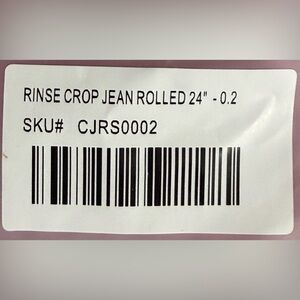 RINSE CROP JEAN ROLLED 24" - 0.2
SKU# CJRS0002